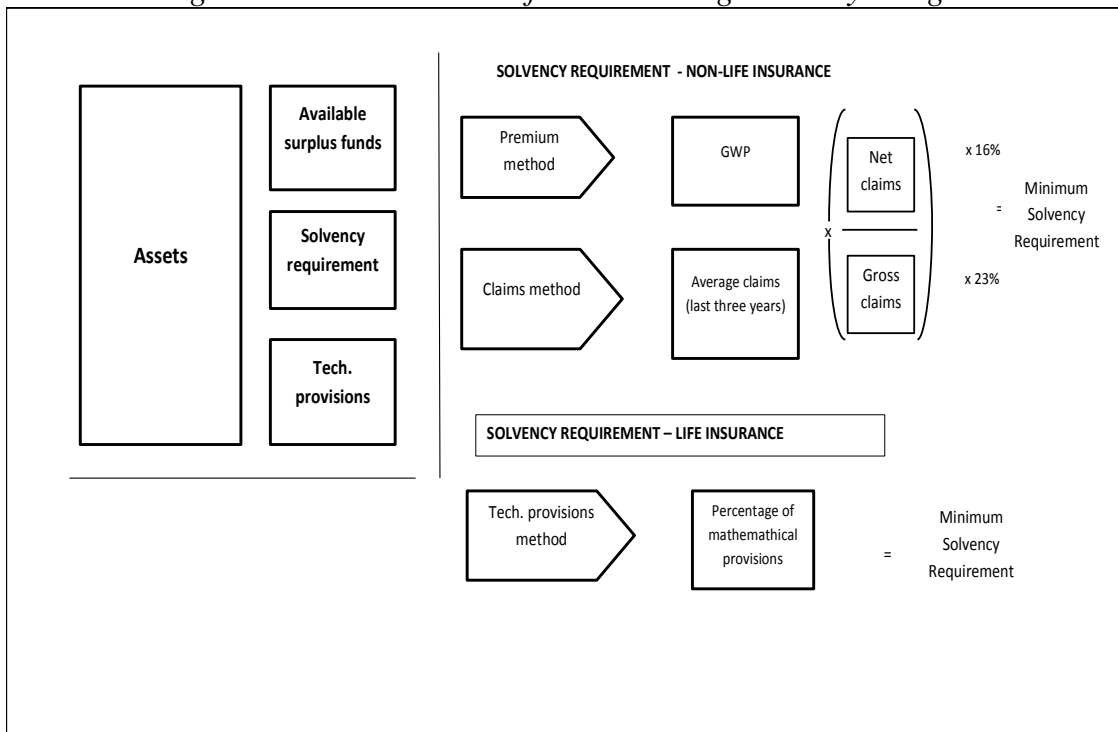 SOLVENCY REQUIREMENT - NON-LIFE INSURANCE
Assets
Available
surplus funds
Solvency
requirement
Tech.
provisions
Premium
method
GWP
Claims method
Average claims
(last three years)
x
Net
claims
Gross
claims
x 16%
x 23%
=
Minimum
Solvency
Requirement
SOLVENCY REQUIREMENT – LIFE INSURANCE
Tech. provisions
method
Percentage of
mathemathical
provisions
=
Minimum
Solvency
Requirement